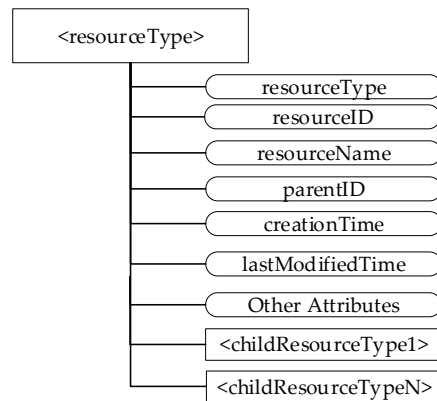 <resourceType>
resourceType
resourceID
resourceName
parentID
creationTime
lastModifiedTime
Other Attributes
<childResourceType1>
<childResourceTypeN>